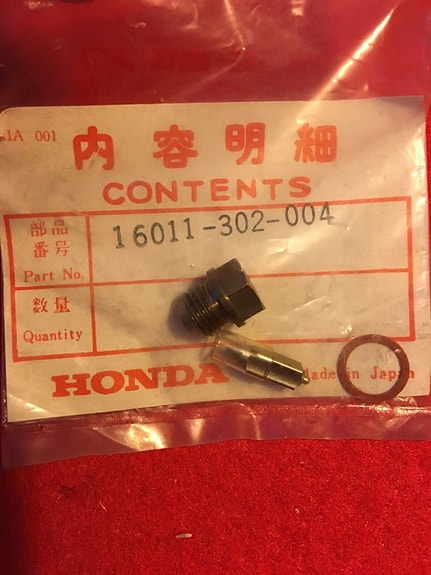 1A 001
内容明細
CONTENTS
部品
番号
Part No.
16011-302-004
数量
Quantity
HONDA
Made in Japan